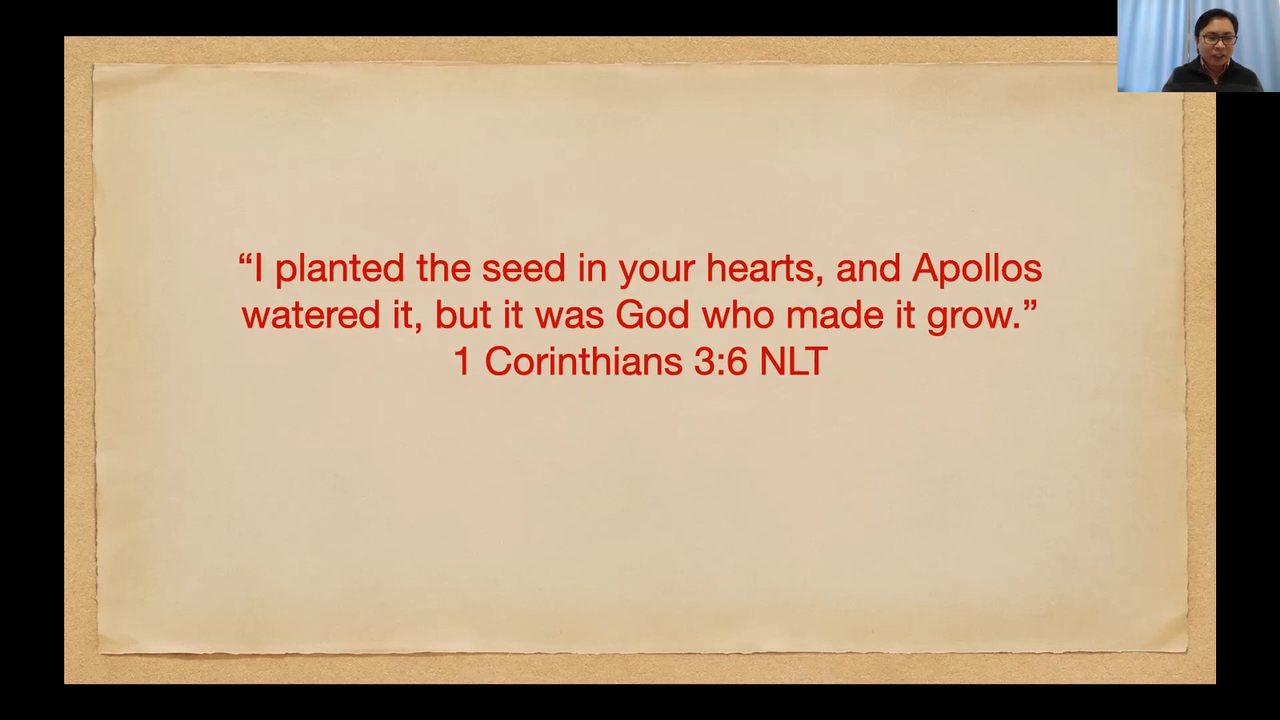 “I planted the seed in your hearts, and Apollos
watered it, but it was God who made it grow.”
1 Corinthians 3:6 NLT